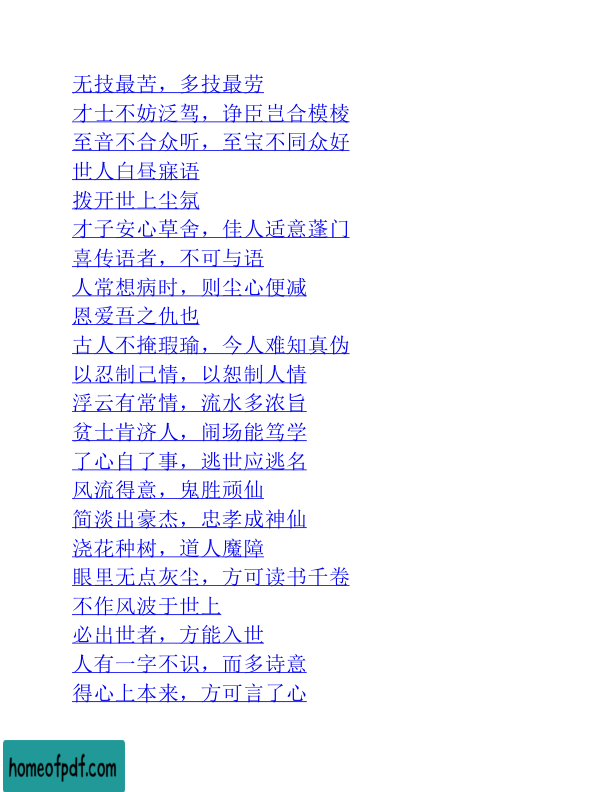 无技最苦，多技最劳
才士不妨泛驾，诤臣岂合模棱
至音不合众听，至宝不同众好
世人白昼寐语
拨开世上尘氛
才子安心草舍，佳人适意蓬门
喜传语者，不可与语
人常想病时，则尘心便减
恩爱吾之仇也
古人不掩瑕瑜，今人难知真伪
以忍制己情，以恕制人情
浮云有常情，流水多浓旨
贫士肯济人，闹场能笃学
了心自了事，逃世应逃名
风流得意，鬼胜顽仙
简淡出豪杰，忠孝成神仙
浇花种树，道人魔障
眼里无点灰尘，方可读书千卷
不作风波于世上
必出世者，方能入世
人有一字不识，而多诗意
得心上本来，方可言了心
homeofpdf.com